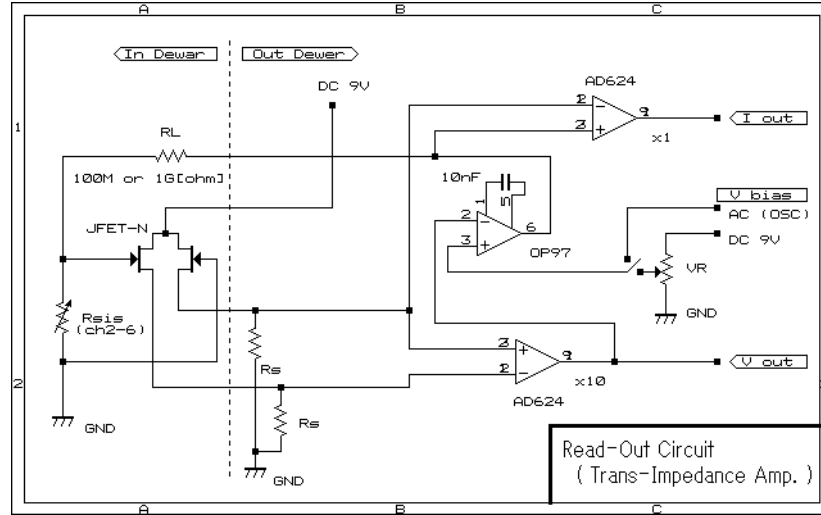 A B C
In Dewar Out Dewer
DC 9V
AD624
1
2
3
9
I out
x1
RL
100M or 1G[ohm]
10nF
V bias
AC (OSC)
1
5
JFET-N
2
3
6
OP97
DC 9V
VR
GND
Rsis
(ch2-6)
Rs
3
2
9
V out
x10
AD624
2
Rs
GND
GND
Read-Out Circuit
( Trans-Impedance Amp. )
A B C